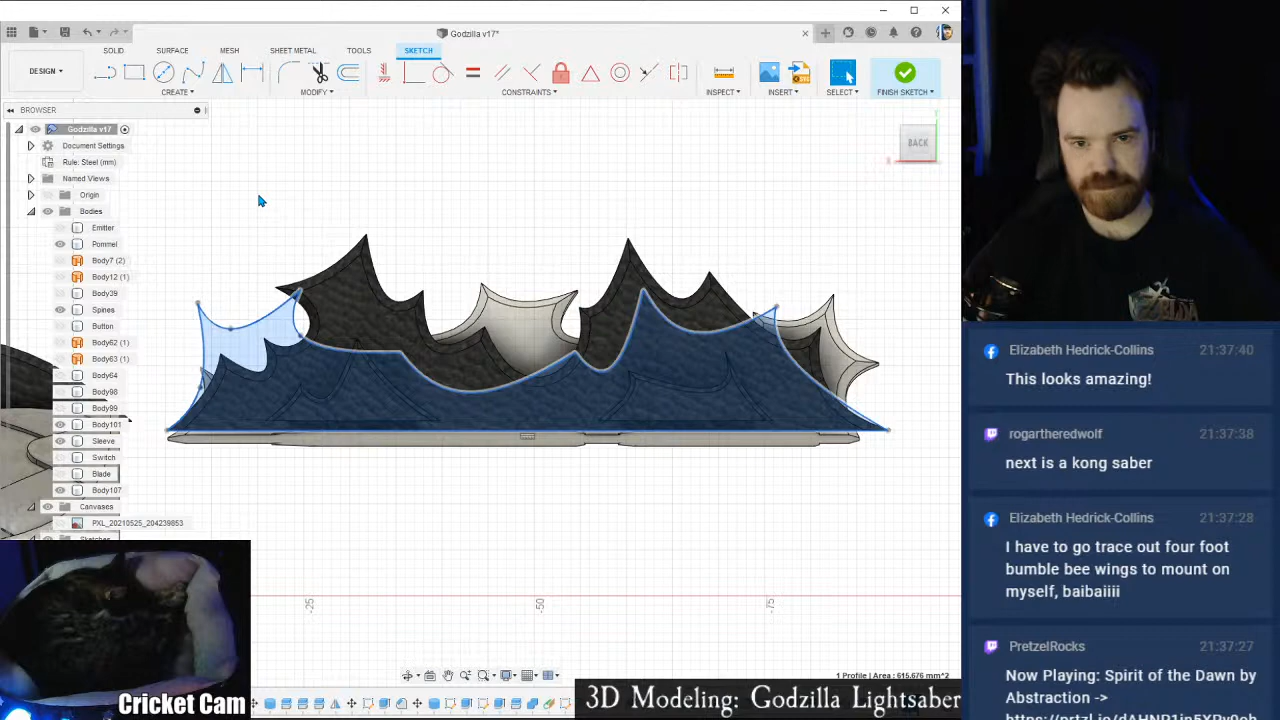 Godzilla v17*
SOLID SURFACE MESH SHEET METAL TOOLS SKETCH
DESIGN
CREATE MODIFY CONSTRAINTS INSPECT INSERT SELECT FINISH SKETCH
BROWSER
Godzilla v17
Document Settings
Rule: Steel (mm)
Named Views
Origin
Bodies
Emitter
Pommel
Body7 (2)
Body12 (1)
Body39
Spines
Button
Body62 (1)
Body63 (1)
Body64
Body98
Body99
Body101
Sleeve
Switch
Blade
Body107
Canvases
PXL_20210525_204239853
BACK
-25
-50
-75
1 Profile | Area : 615.676 mm^2
Cricket Cam
3D Modeling: Godzilla Lightsaber
Elizabeth Hedrick-Collins 21:37:40
This looks amazing!
rogartheredwolf 21:37:38
next is a kong saber
Elizabeth Hedrick-Collins 21:37:28
I have to go trace out four foot
bumble bee wings to mount on
myself, baibaiiii
PretzelRocks 21:37:27
Now Playing: Spirit of the Dawn by
Abstraction ->